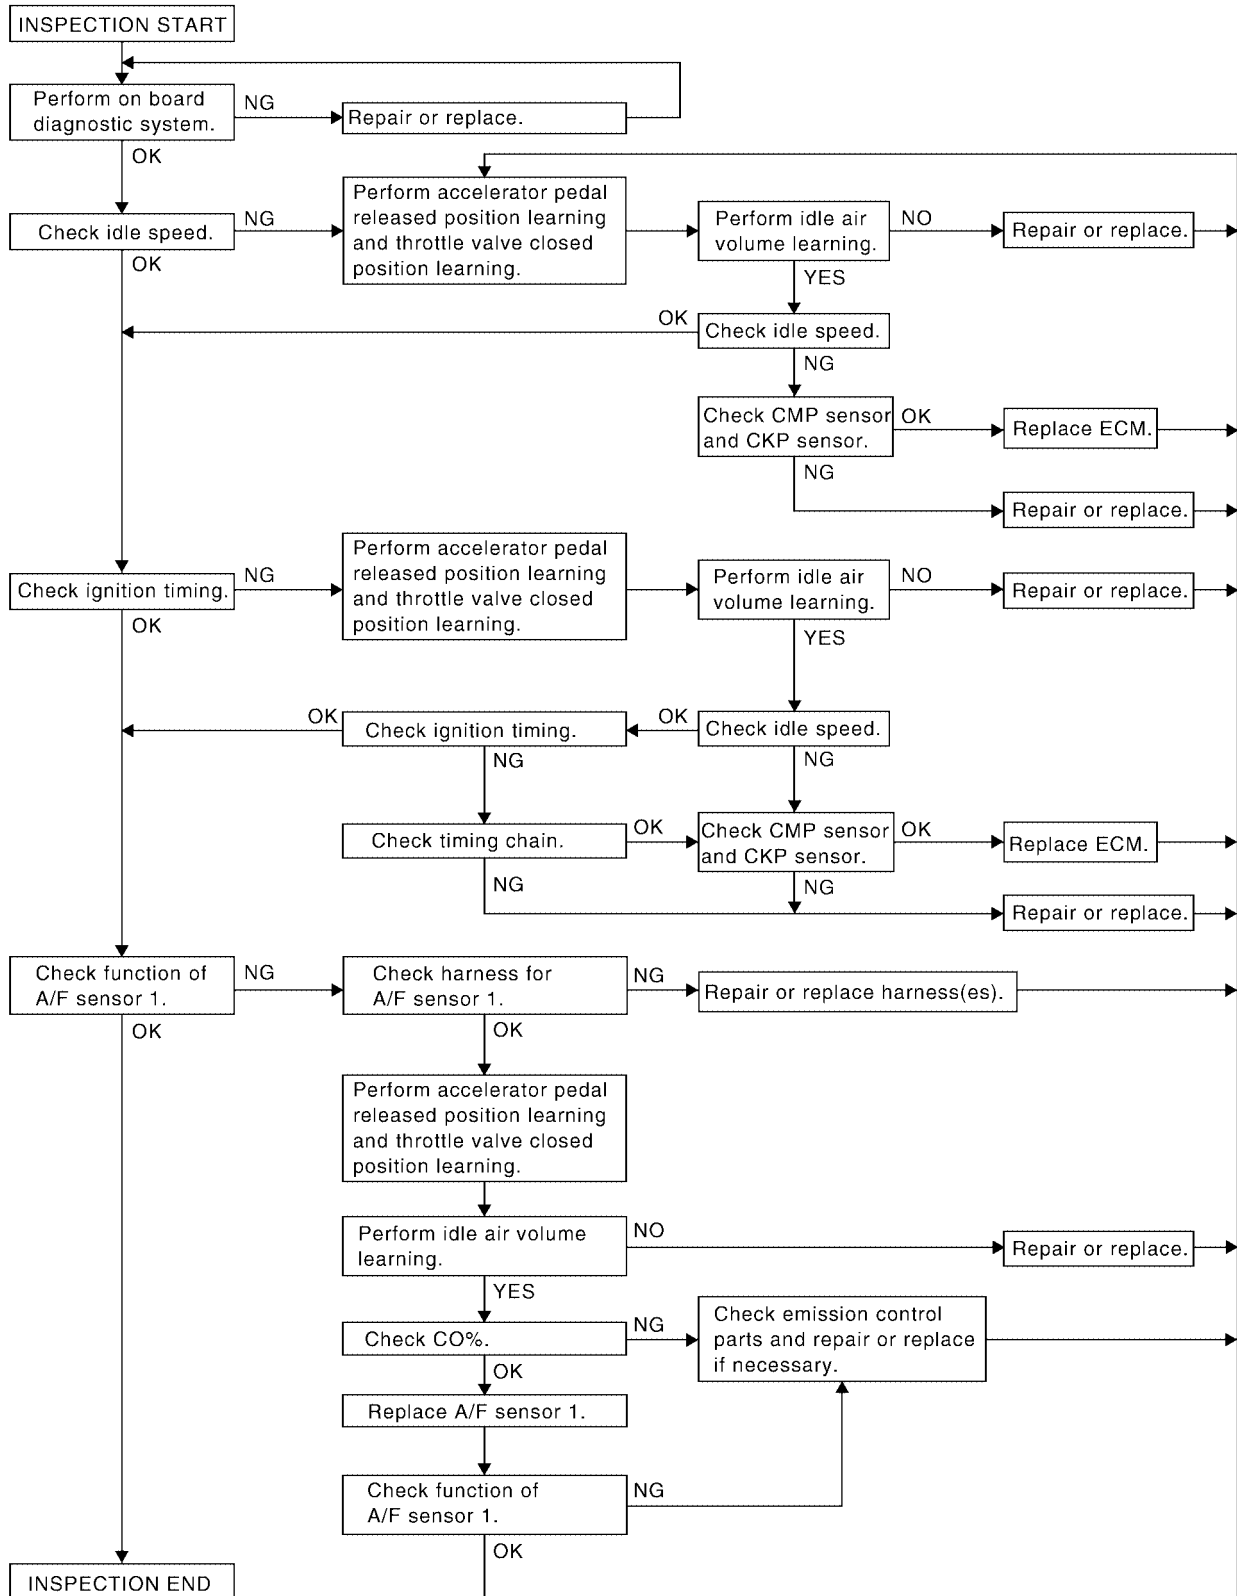 INSPECTION START
Perform on board
diagnostic system.
NG
Repair or replace.
OK
Check idle speed.
NG
Perform accelerator pedal
released position learning
and throttle valve closed
position learning.
Perform idle air
volume learning.
NO
Repair or replace.
OK
YES
OK
Check idle speed.
NG
Check CMP sensor
and CKP sensor.
OK
Replace ECM.
NG
Repair or replace.
Check ignition timing.
NG
Perform accelerator pedal
released position learning
and throttle valve closed
position learning.
Perform idle air
volume learning.
NO
Repair or replace.
OK
YES
OK
Check ignition timing.
OK
Check idle speed.
NG
NG
Check timing chain.
OK
Check CMP sensor
and CKP sensor.
OK
Replace ECM.
NG
NG
Repair or replace.
Check function of
A/F sensor 1.
NG
Check harness for
A/F sensor 1.
NG
Repair or replace harness(es).
OK
OK
Perform accelerator pedal
released position learning
and throttle valve closed
position learning.
Perform idle air volume
learning.
NO
Repair or replace.
YES
Check CO%.
NG
Check emission control
parts and repair or replace
if necessary.
OK
Replace A/F sensor 1.
Check function of
A/F sensor 1.
NG
OK
INSPECTION END